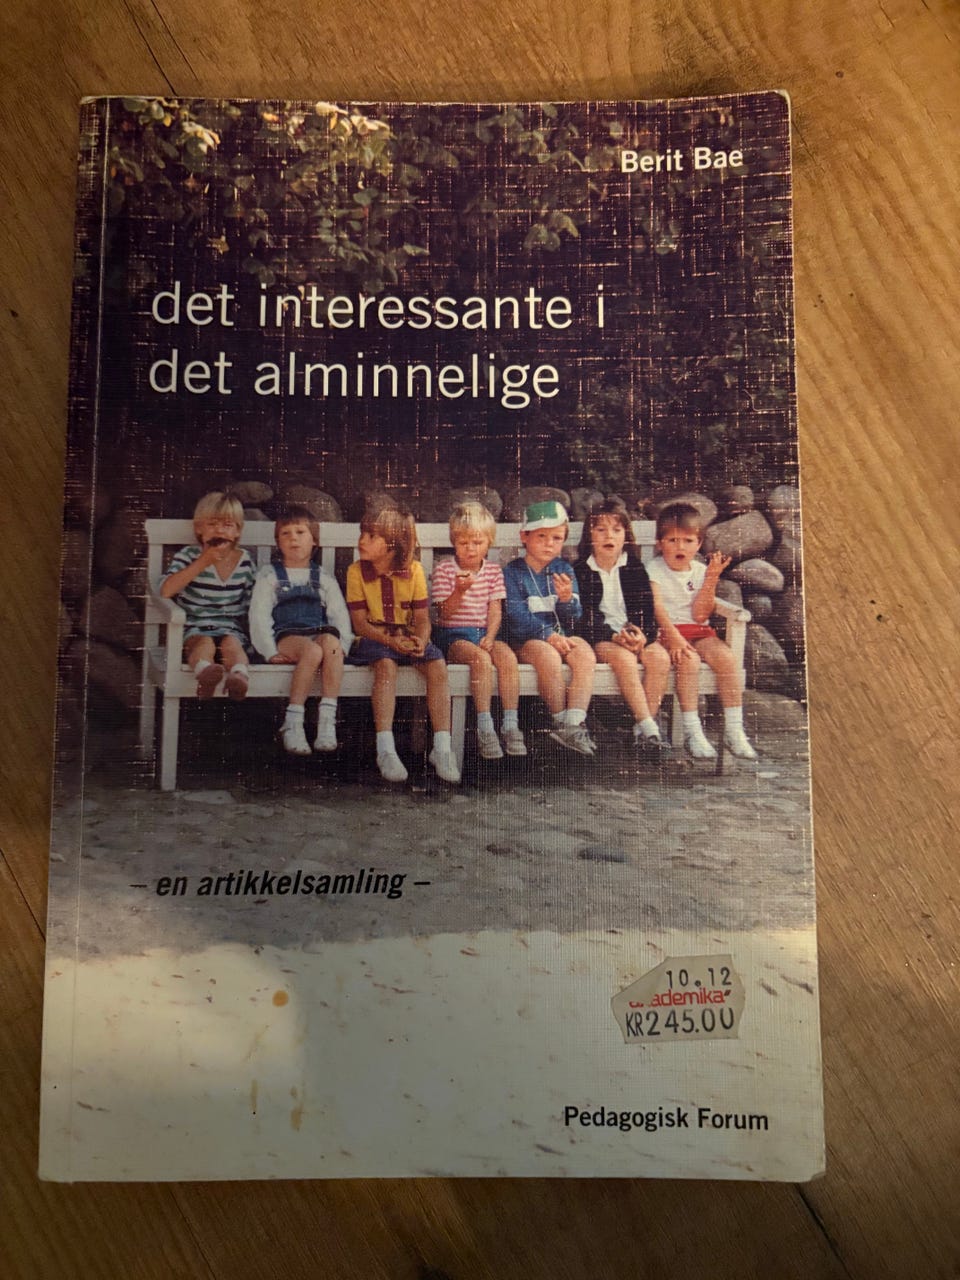 Berit Bae
det interessante i
det alminnelige
– en artikkelsamling –
10.12
KR245.00
Pedagogisk Forum